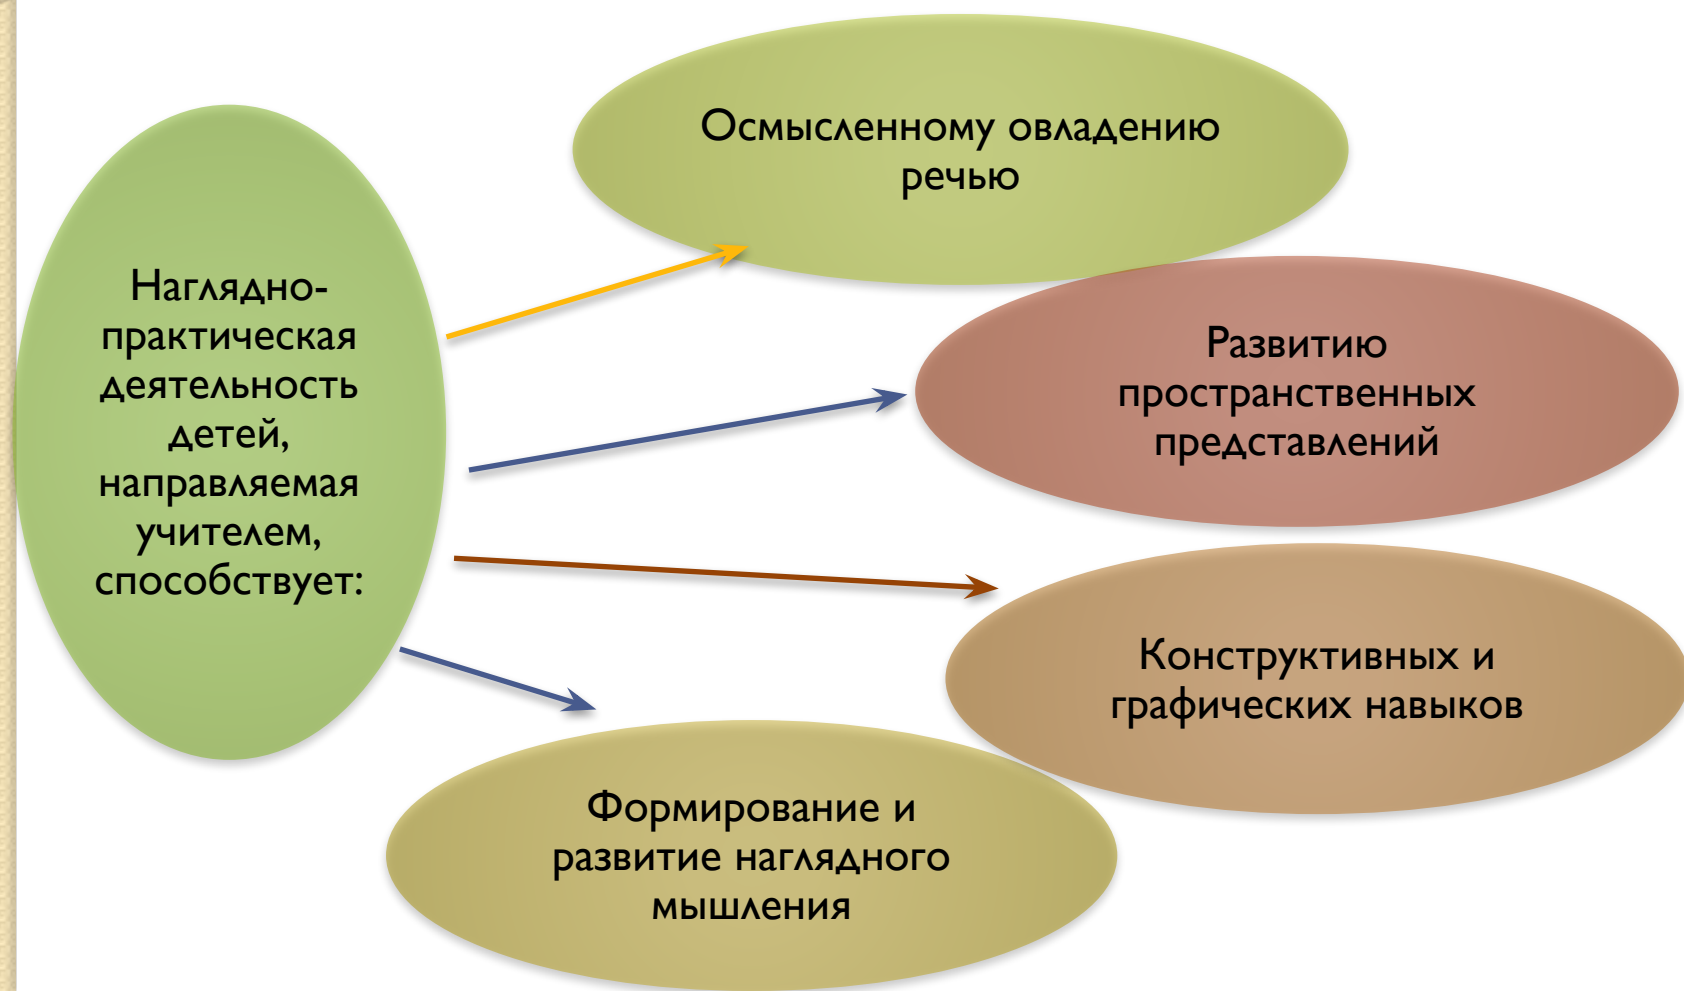 Наглядно-
практическая
деятельность
детей,
направляемая
учителем,
способствует:
Осмысленному овладению
речью
Развитию
пространственных
представлений
Конструктивных и
графических навыков
Формирование и
развитие наглядного
мышления